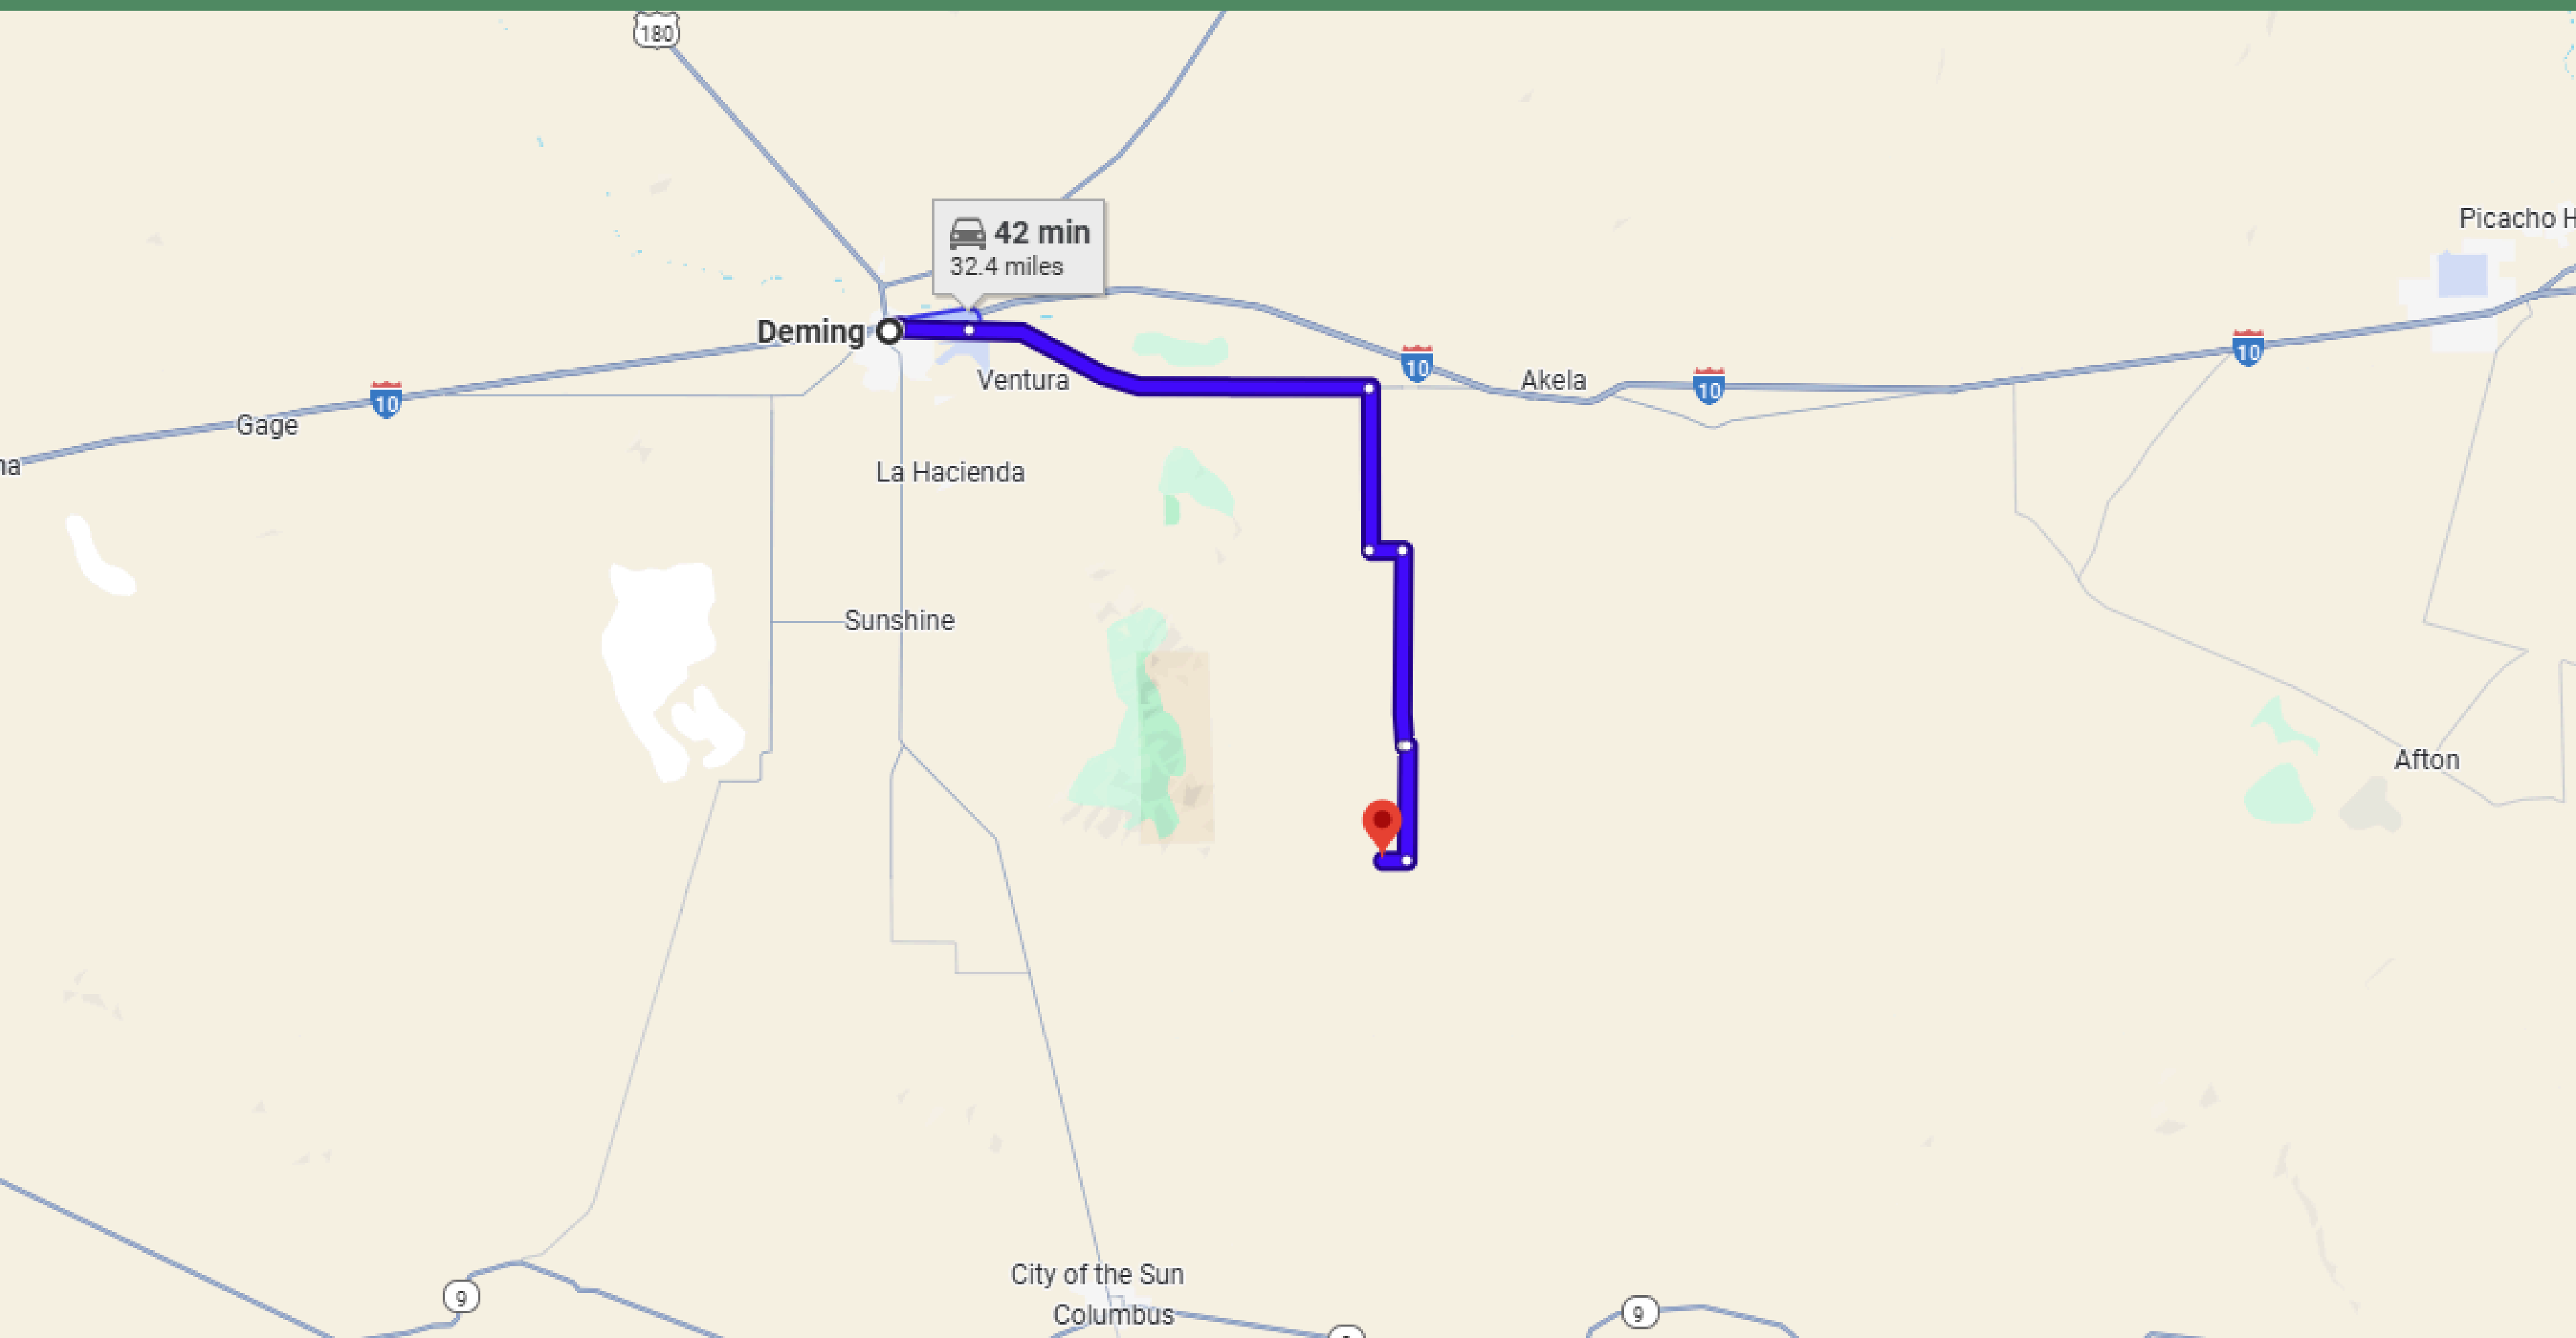 180
Picacho H
42 min
32.4 miles
Deming
10
10
10
Ventura
Akela
10
Gage
na
La Hacienda
Sunshine
Afton
City of the Sun
Columbus
9
9